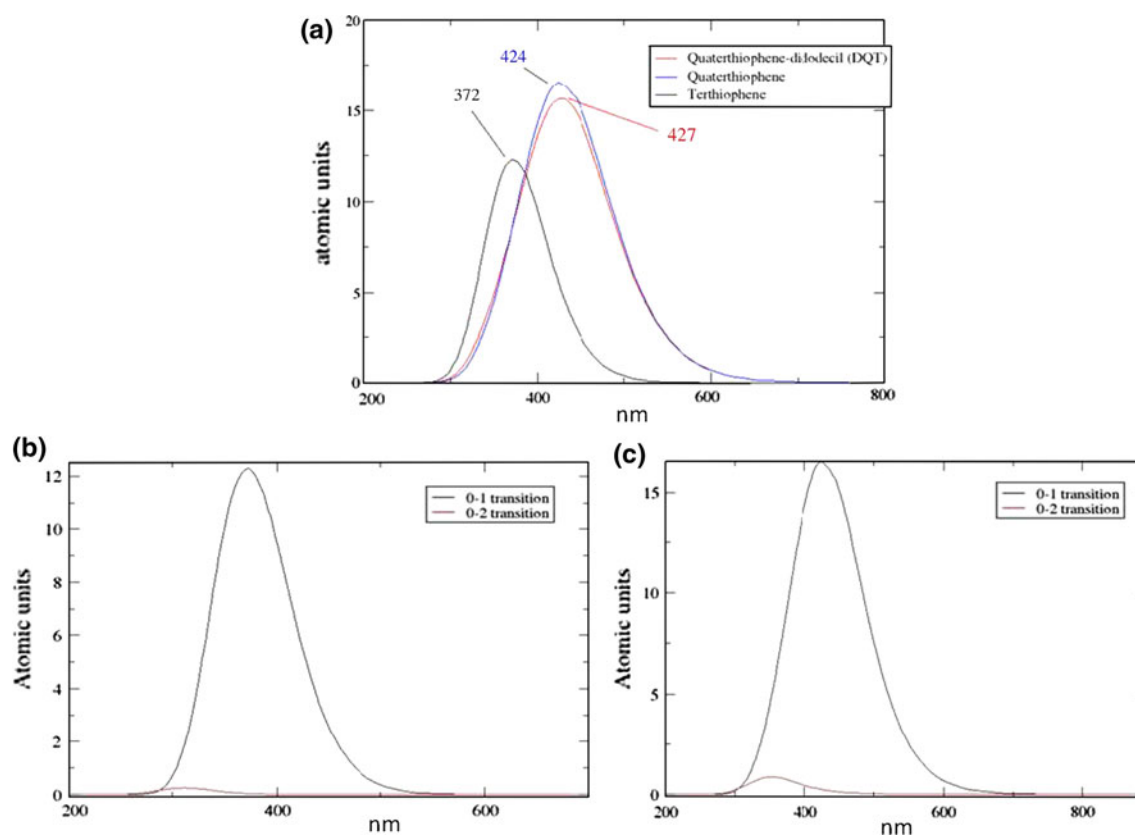 (a)
20
15
10
5
0
atomic units
424
372
427
Quaterthiophene-didodecil (DQT)
Quaterthiophene
Terthiophene
200
400
600
800
nm
(b)
12
10
8
6
4
2
0
Atomic units
0-1 transition
0-2 transition
200
400
600
nm
(c)
15
10
5
0
Atomic units
0-1 transition
0-2 transition
200
400
600
800
nm